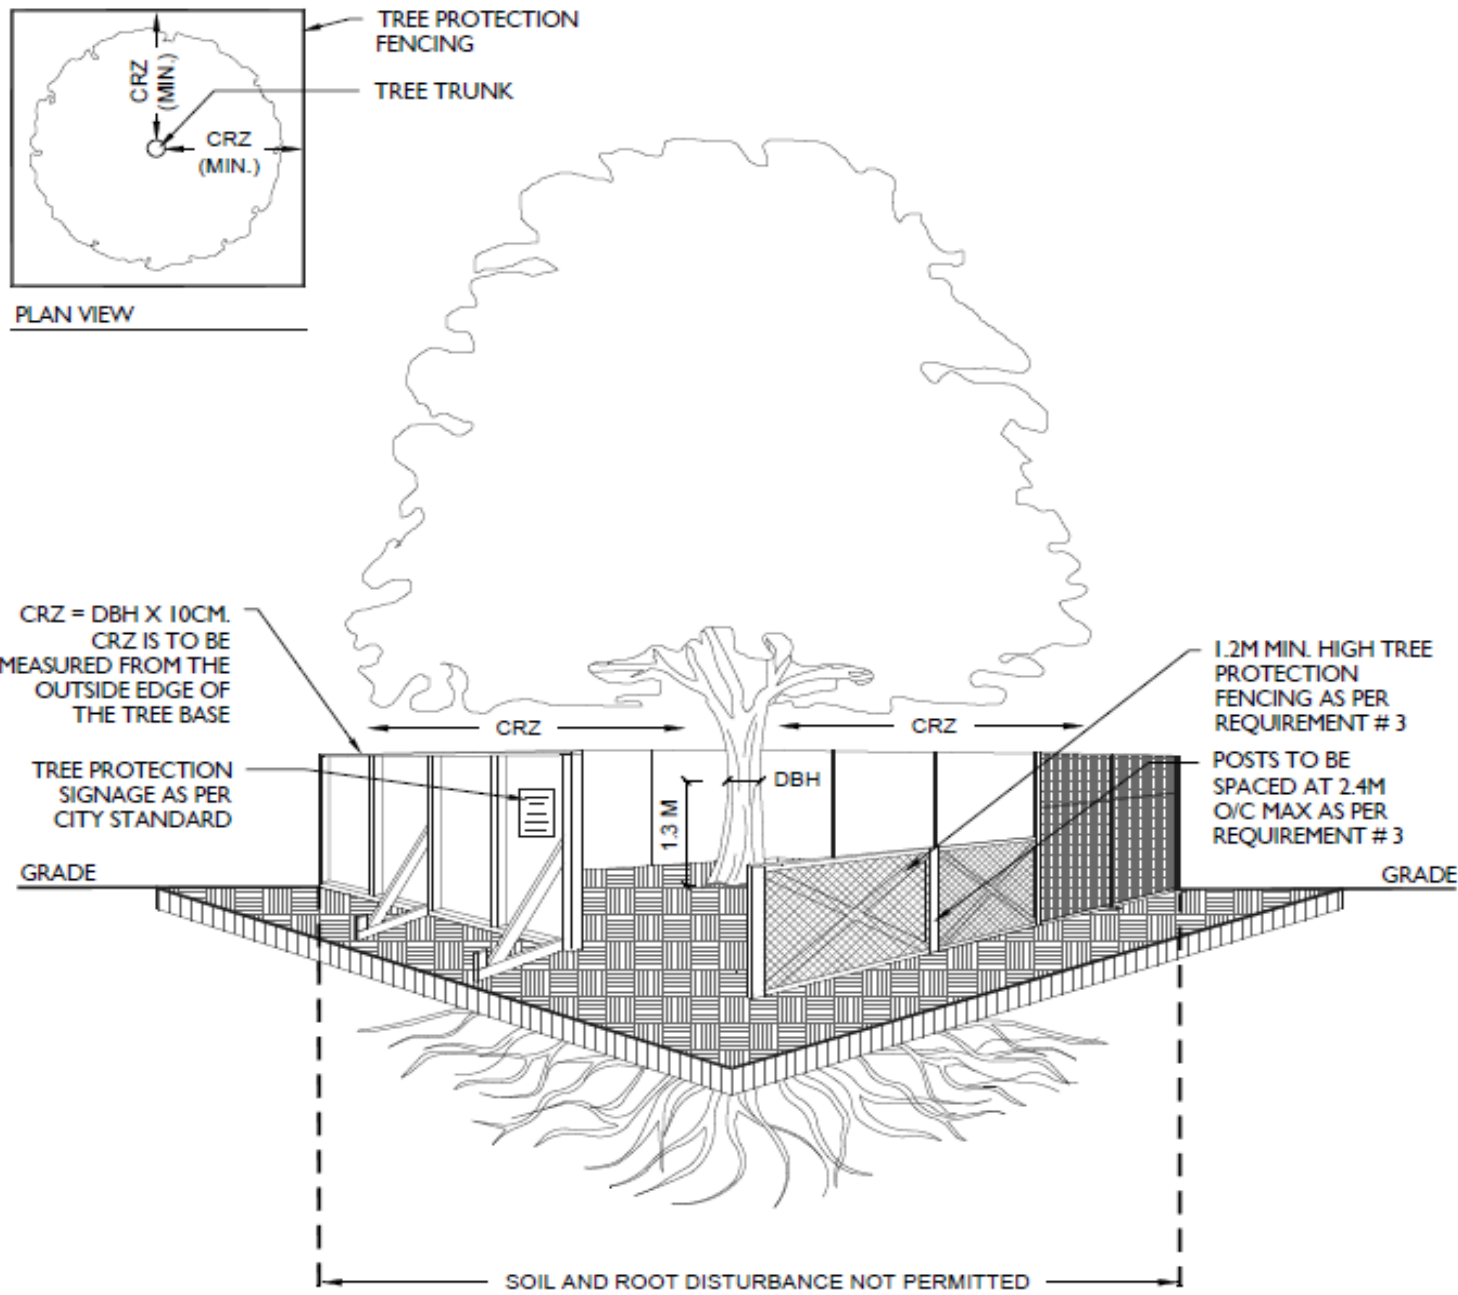 TREE PROTECTION
FENCING
CRZ
(MIN.)
TREE TRUNK
CRZ
(MIN.)
PLAN VIEW
CRZ = DBH X 10CM.
CRZ IS TO BE
MEASURED FROM THE
OUTSIDE EDGE OF
THE TREE BASE
1.2M MIN. HIGH TREE
PROTECTION
FENCING AS PER
REQUIREMENT # 3
CRZ
CRZ
TREE PROTECTION
SIGNAGE AS PER
CITY STANDARD
DBH
1.3 M
POSTS TO BE
SPACED AT 2.4M
O/C MAX AS PER
REQUIREMENT # 3
GRADE
GRADE
SOIL AND ROOT DISTURBANCE NOT PERMITTED